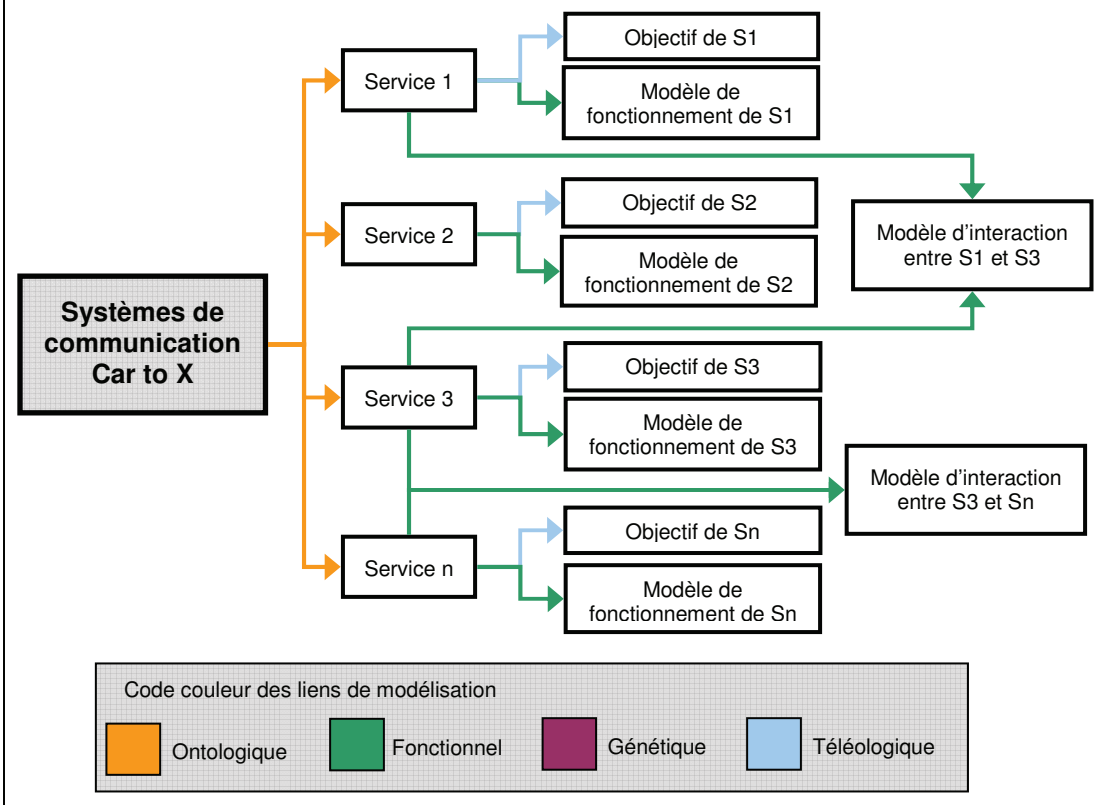 Objectif de S1
Service 1
Modèle de
fonctionnement de S1
Objectif de S2
Service 2
Modèle de
fonctionnement de S2
Modèle d'interaction
entre S1 et S3
Systèmes de
communication
Car to X
Objectif de S3
Service 3
Modèle de
fonctionnement de S3
Modèle d'interaction
entre S3 et Sn
Objectif de Sn
Service n
Modèle de
fonctionnement de Sn
Code couleur des liens de modélisation
Ontologique
Fonctionnel
Génétique
Téléologique